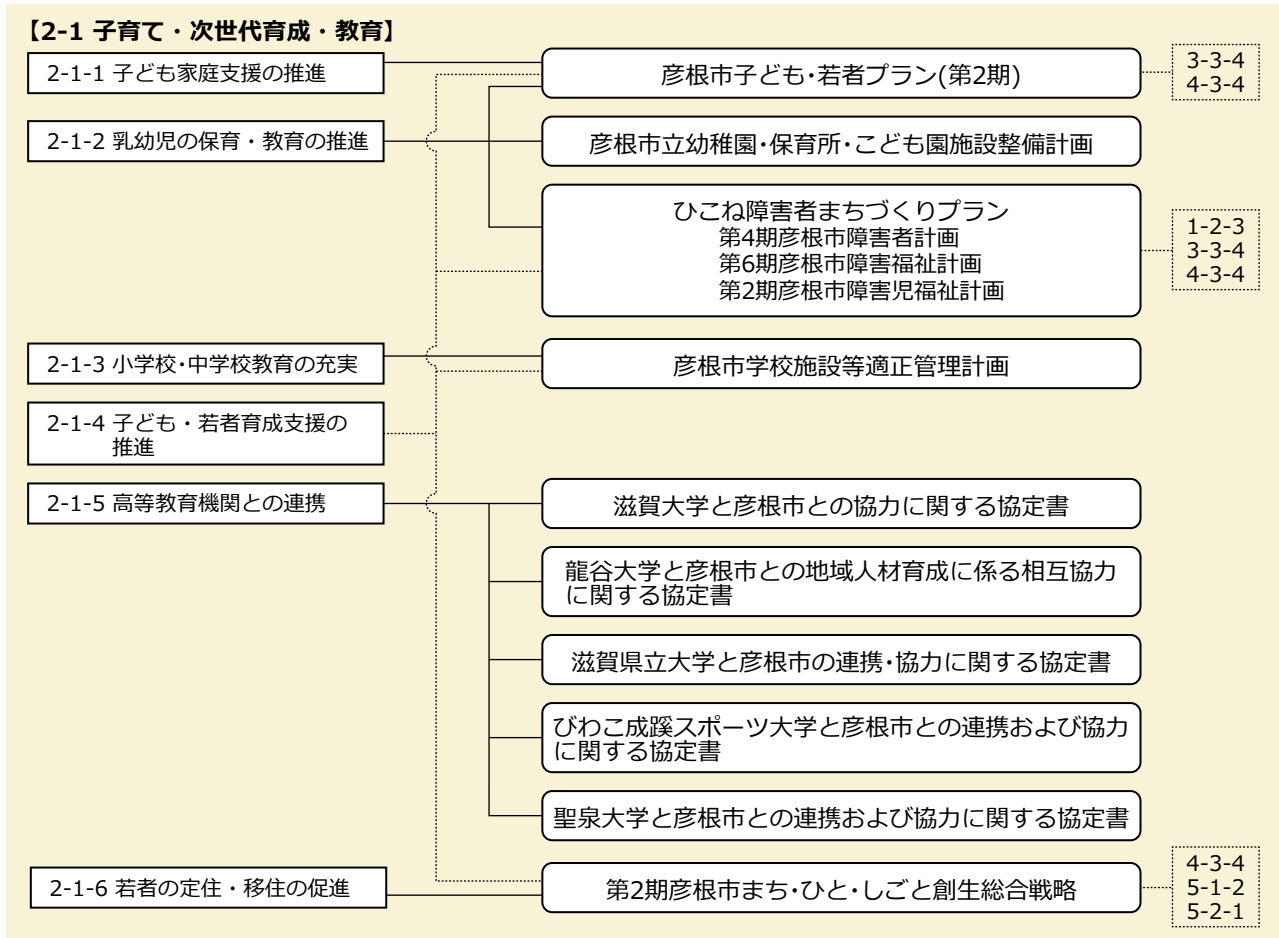 【2-1 子育て・次世代育成・教育】
2-1-1 子ども家庭支援の推進
彦根市子ども・若者プラン(第2期)
3-3-4
4-3-4
2-1-2 乳幼児の保育・教育の推進
彦根市立幼稚園・保育所・こども園施設整備計画
ひこね障害者まちづくりプラン
第4期彦根市障害者計画
第6期彦根市障害福祉計画
第2期彦根市障害児福祉計画
1-2-3
3-3-4
4-3-4
2-1-3 小学校・中学校教育の充実
彦根市学校施設等適正管理計画
2-1-4 子ども・若者育成支援の
推進
2-1-5 高等教育機関との連携
滋賀大学と彦根市との協力に関する協定書
龍谷大学と彦根市との地域人材育成に係る相互協力
に関する協定書
滋賀県立大学と彦根市の連携・協力に関する協定書
びわこ成蹊スポーツ大学と彦根市との連携および協力
に関する協定書
聖泉大学と彦根市との連携および協力に関する協定書
2-1-6 若者の定住・移住の促進
第2期彦根市まち・ひと・しごと創生総合戦略
4-3-4
5-1-2
5-2-1